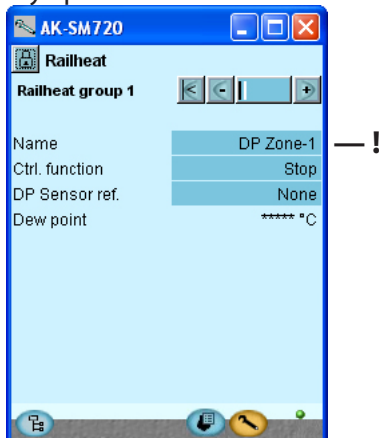 AK-SM720
Railheat
Railheat group 1
Name DP Zone-1 — !
Ctrl. function Stop
DP Sensor ref. None
Dew point ***** °C